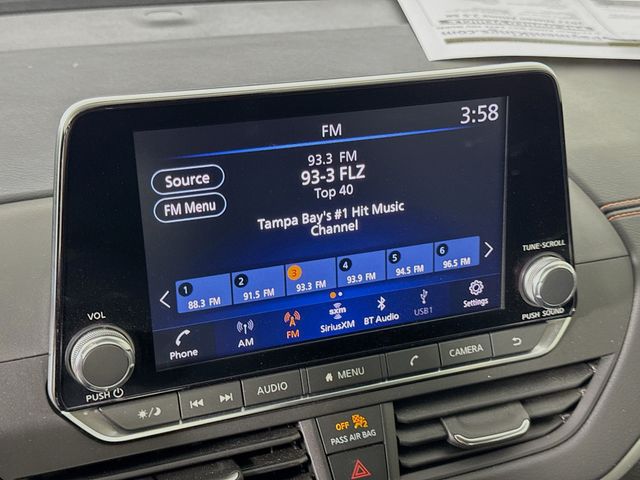 3:58
FM
93.3 FM
93-3 FLZ
Top 40
Tampa Bay's #1 Hit Music
Channel
Source
FM Menu
1 2 3 4 5 6
88.3 FM 91.5 FM 93.3 FM 93.9 FM 94.5 FM 96.5 FM
Phone AM FM sxm SiriusXM BT Audio USB1 Settings
VOL
PUSH
TUNE·SCROLL
PUSH SOUND
AUDIO MENU CAMERA
OFF 2
PASS AIR BAG